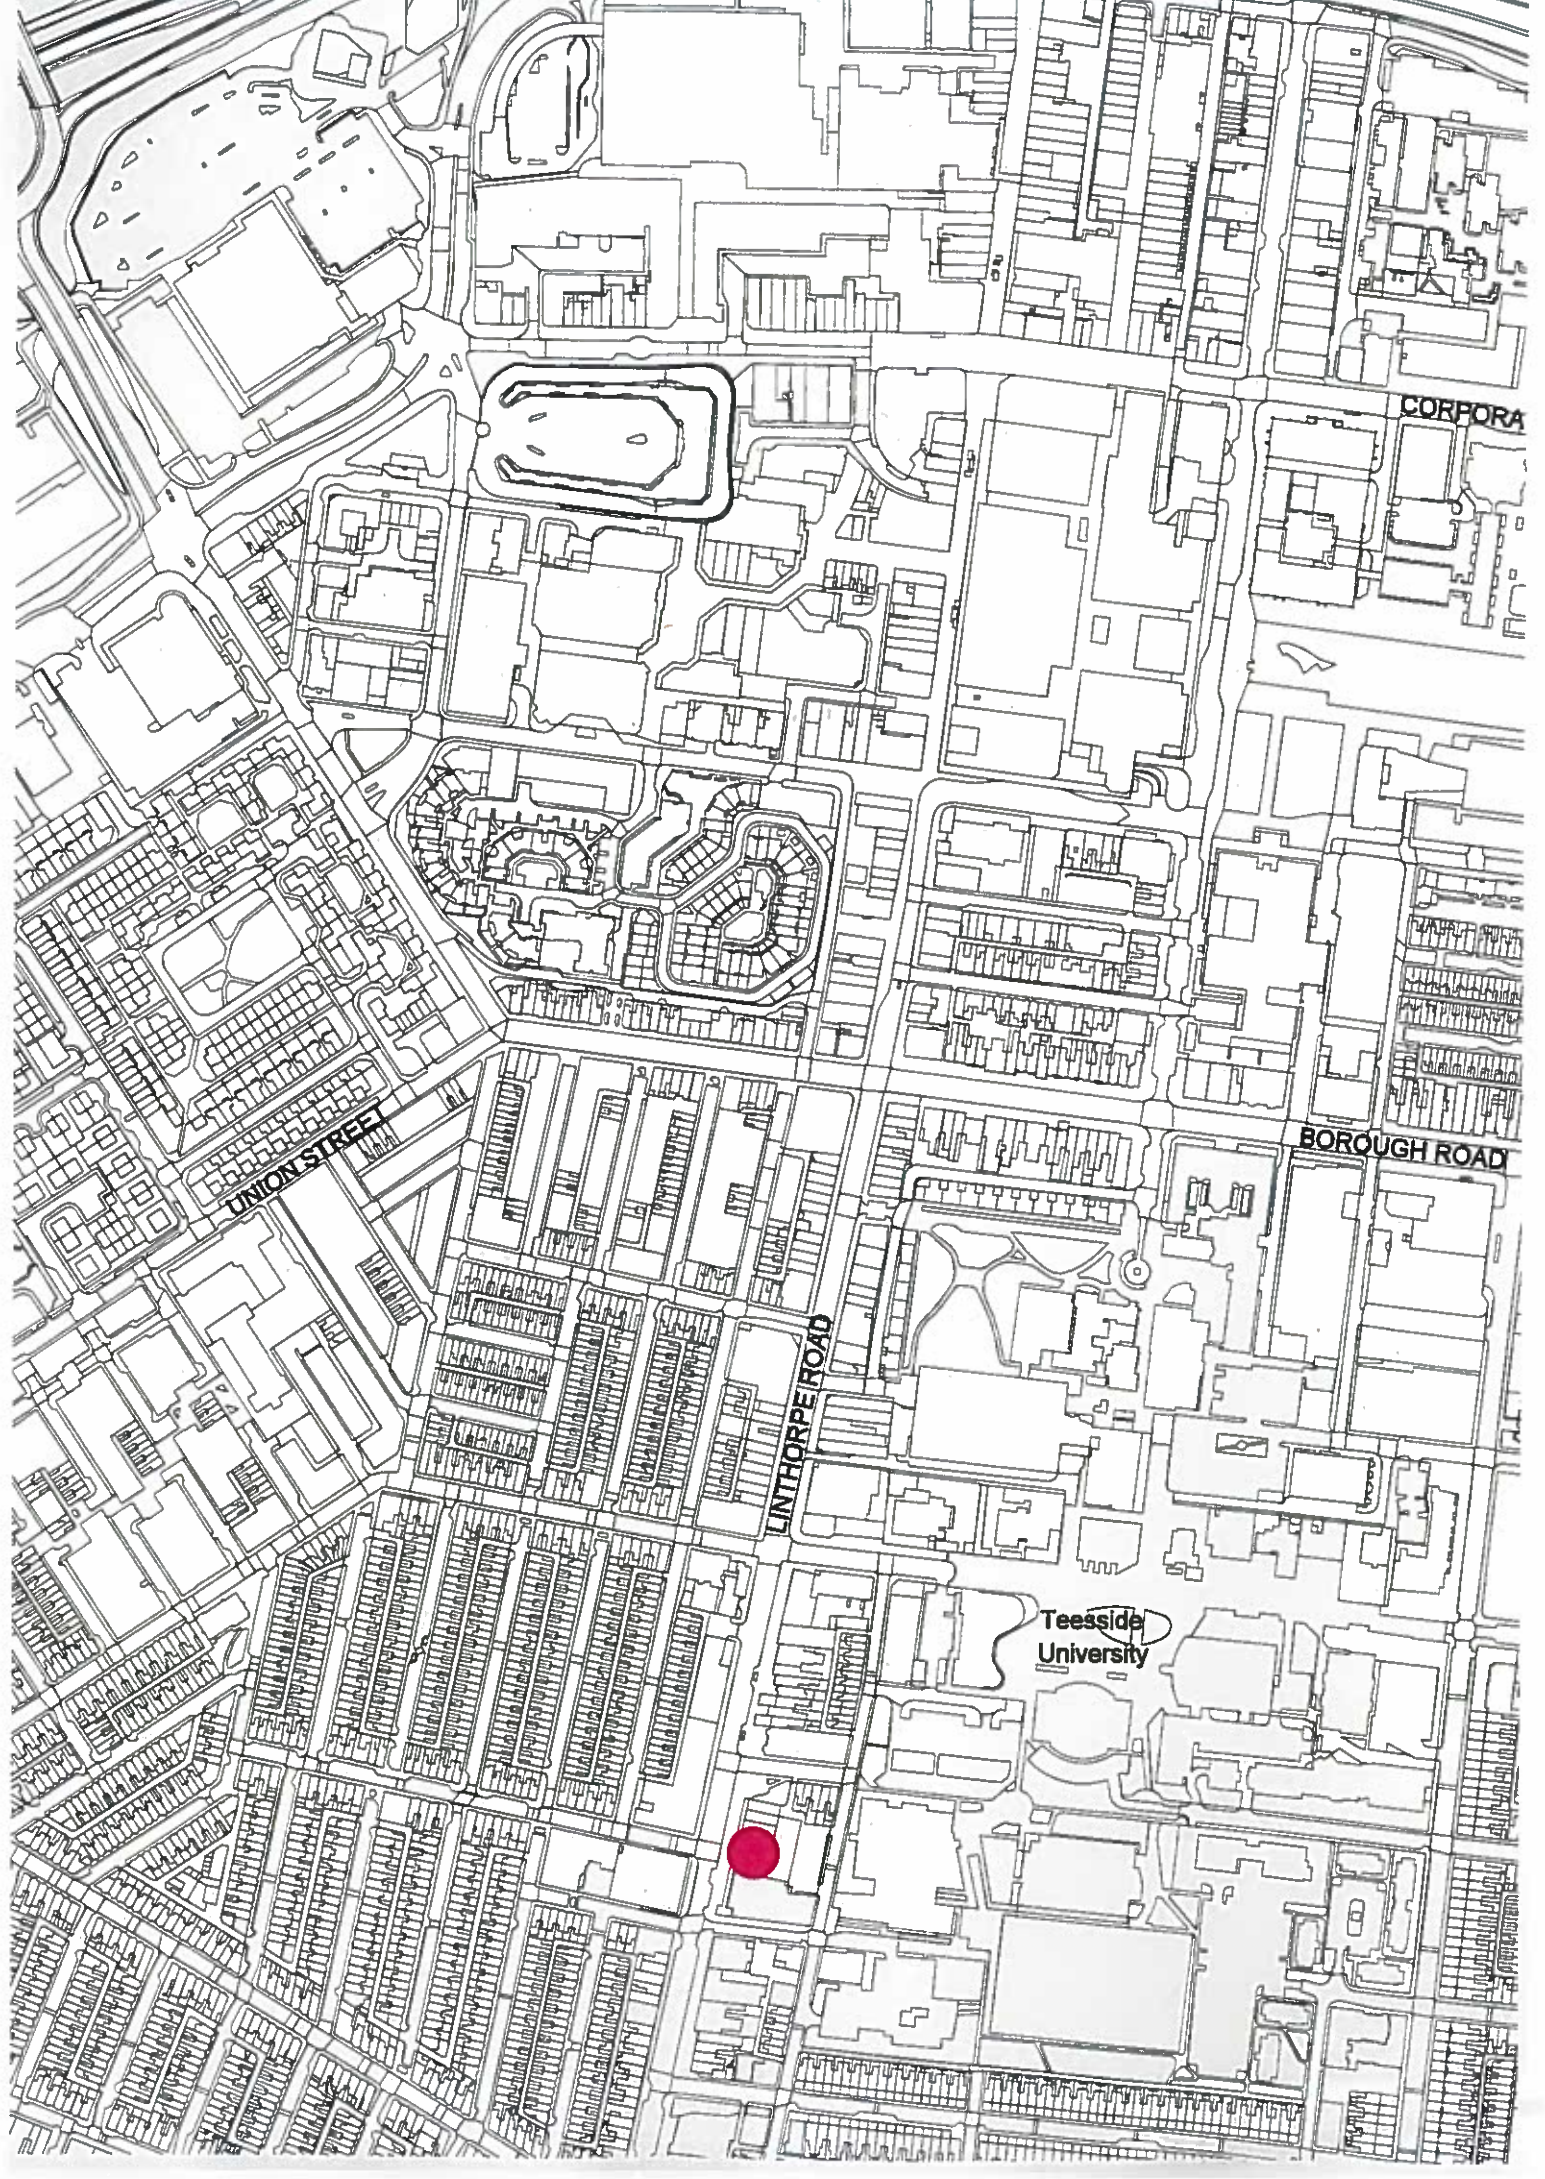 CORPORA
UNION STREET
BOROUGH ROAD
LINTHORPE ROAD
Teesside
University